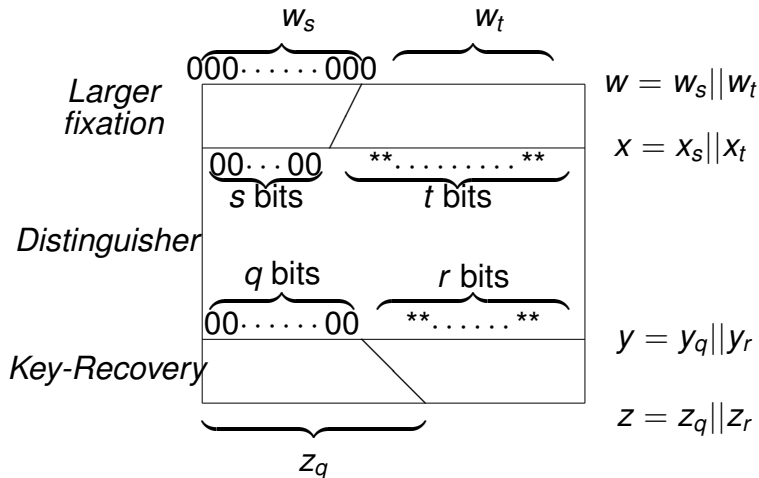 w_s w_t
000······000
Larger
fixation
w = w_s||w_t
x = x_s||x_t
00···00 **.........**
s bits t bits
Distinguisher
q bits r bits
00······00 **......**
y = y_q||y_r
Key-Recovery
z = z_q||z_r
z_q